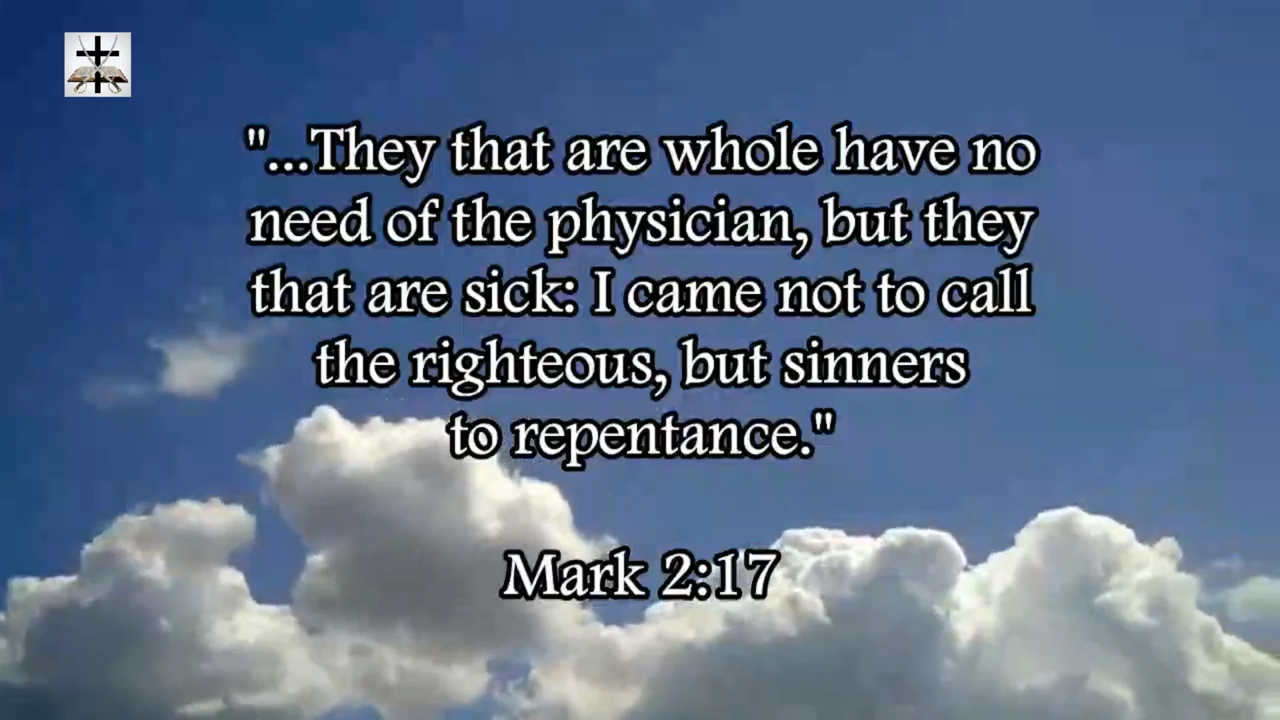 "...They that are whole have no
need of the physician, but they
that are sick: I came not to call
the righteous, but sinners
to repentance."
Mark 2:17